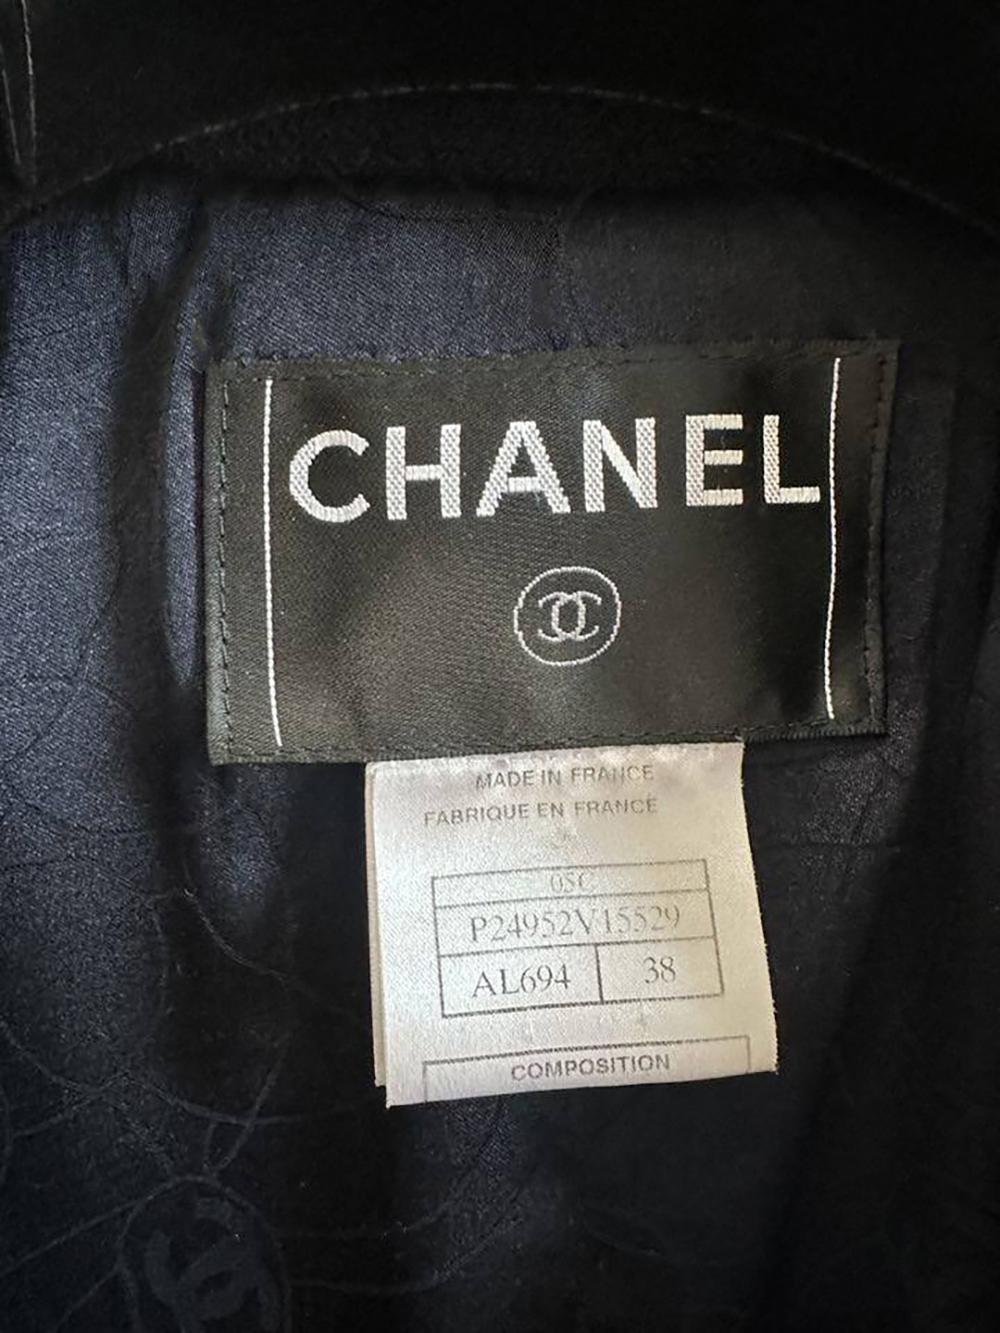 CHANEL
MADE IN FRANCE
FABRIQUE EN FRANCE
05C
P24952V15529
AL694 38
COMPOSITION